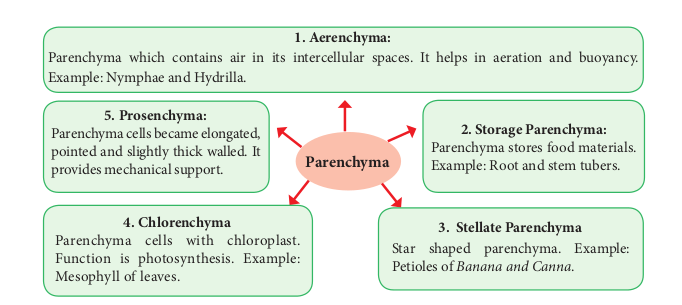 1. Aerenchyma:
Parenchyma which contains air in its intercellular spaces. It helps in aeration and buoyancy.
Example: Nymphae and Hydrilla.
5. Prosenchyma:
Parenchyma cells became elongated,
pointed and slightly thick walled. It
provides mechanical support.
Parenchyma
2. Storage Parenchyma:
Parenchyma stores food materials.
Example: Root and stem tubers.
4. Chlorenchyma
Parenchyma cells with chloroplast.
Function is photosynthesis. Example:
Mesophyll of leaves.
3. Stellate Parenchyma
Star shaped parenchyma. Example:
Petioles of Banana and Canna.